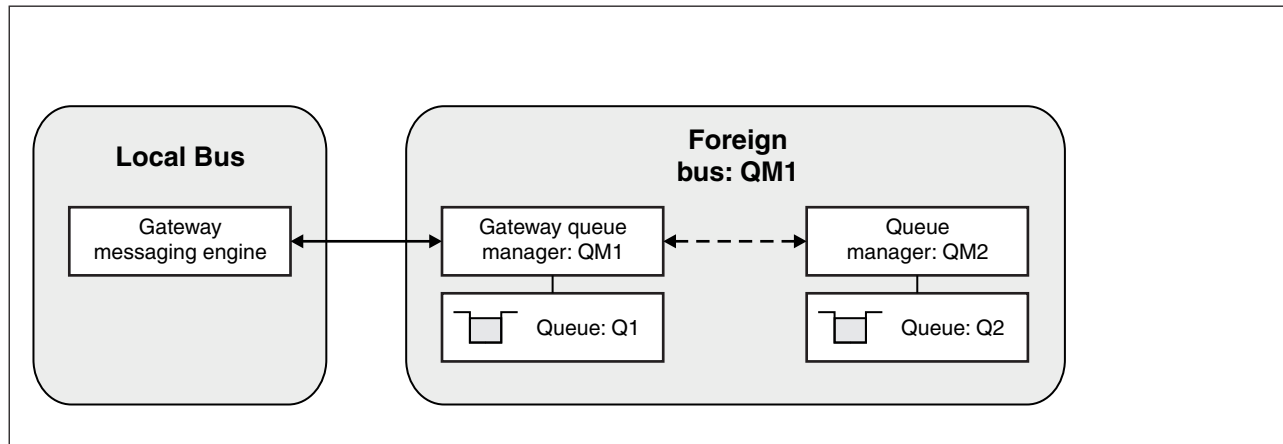 Local Bus
Gateway
messaging engine
Foreign
bus: QM1
Gateway queue
manager: QM1
Queue: Q1
Queue
manager: QM2
Queue: Q2